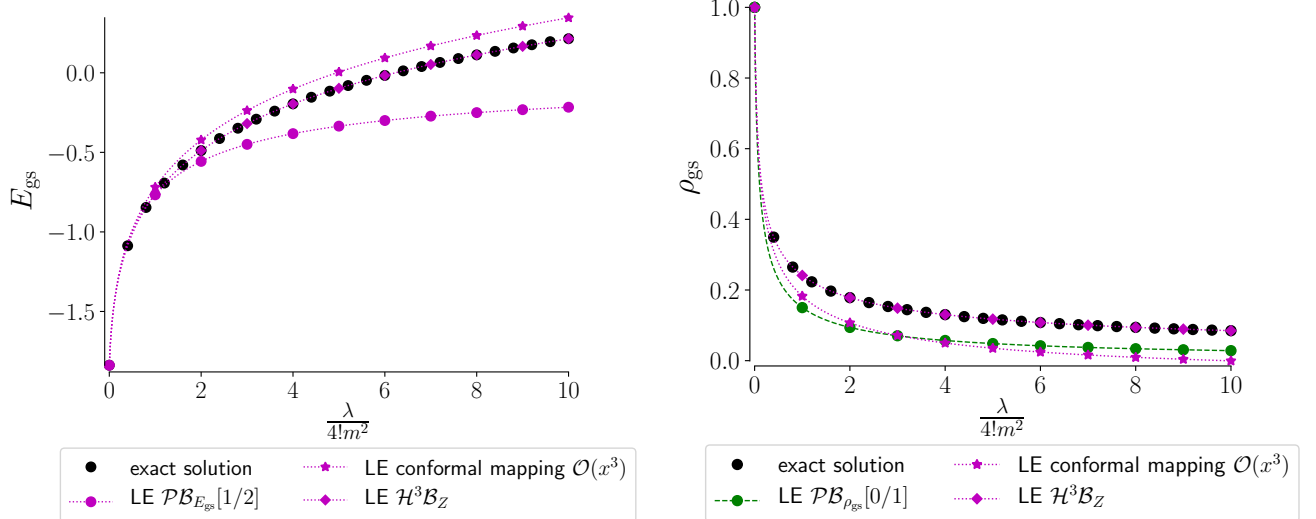 0.0
−0.5
−1.0
−1.5
E_gs
0 2 4 6 8 10
λ/4!m²
exact solution
LE 𝒫ℬ_{E_gs}[1/2]
LE conformal mapping 𝒪(x³)
LE ℋ³ℬ_Z
1.0
0.8
0.6
0.4
0.2
0.0
ρ_gs
0 2 4 6 8 10
λ/4!m²
exact solution
LE 𝒫ℬ_{ρ_gs}[0/1]
LE conformal mapping 𝒪(x³)
LE ℋ³ℬ_Z